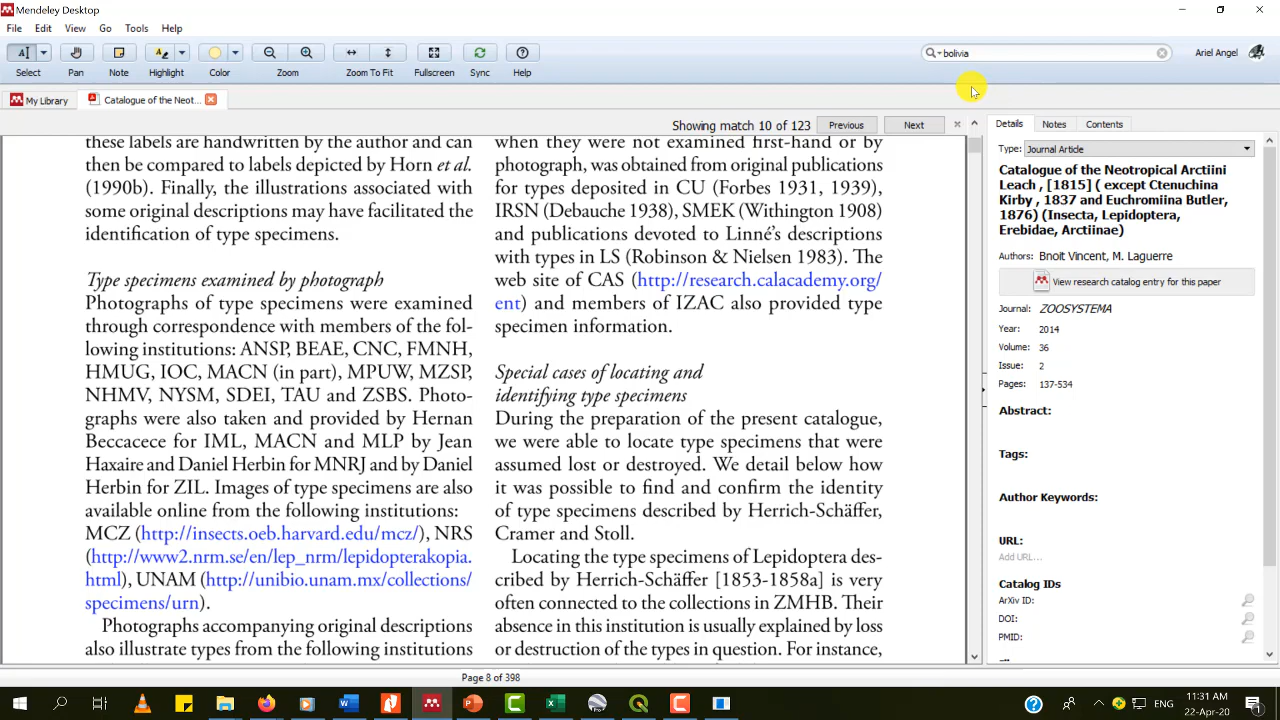 Mendeley Desktop
File Edit View Go Tools Help
bolivia
Ariel Angel
Select Pan Note Highlight Color Zoom Zoom To Fit Fullscreen Sync Help
My Library
Catalogue of the Neot...
Showing match 10 of 123 Previous Next
these labels are handwritten by the author and can
then be compared to labels depicted by Horn et al.
(1990b). Finally, the illustrations associated with
some original descriptions may have facilitated the
identification of type specimens.
Type specimens examined by photograph
Photographs of type specimens were examined
through correspondence with members of the fol-
lowing institutions: ANSP, BEAE, CNC, FMNH,
HMUG, IOC, MACN (in part), MPUW, MZSP,
NHMV, NYSM, SDEI, TAU and ZSBS. Photo-
graphs were also taken and provided by Hernan
Beccacece for IML, MACN and MLP by Jean
Haxaire and Daniel Herbin for MNRJ and by Daniel
Herbin for ZIL. Images of type specimens are also
available online from the following institutions:
MCZ (http://insects.oeb.harvard.edu/mcz/), NRS
(http://www2.nrm.se/en/lep_nrm/lepidopterakopia.
html), UNAM (http://unibio.unam.mx/collections/
specimens/urn).
Photographs accompanying original descriptions
also illustrate types from the following institutions
when they were not examined first-hand or by
photograph, was obtained from original publications
for types deposited in CU (Forbes 1931, 1939),
IRSN (Debauche 1938), SMEK (Withington 1908)
and publications devoted to Linné's descriptions
with types in LS (Robinson & Nielsen 1983). The
web site of CAS (http://research.calacademy.org/
ent) and members of IZAC also provided type
specimen information.
Special cases of locating and
identifying type specimens
During the preparation of the present catalogue,
we were able to locate type specimens that were
assumed lost or destroyed. We detail below how
it was possible to find and confirm the identity
of type specimens described by Herrich-Schäffer,
Cramer and Stoll.
Locating the type specimens of Lepidoptera des-
cribed by Herrich-Schäffer [1853-1858a] is very
often connected to the collections in ZMHB. Their
absence in this institution is usually explained by loss
or destruction of the types in question. For instance,
Details Notes Contents
Type: Journal Article
Catalogue of the Neotropical Arctiini
Leach , [1815] ( except Ctenuchina
Kirby , 1837 and Euchromiina Butler,
1876) (Insecta, Lepidoptera,
Erebidae, Arctiinae)
Authors: Benoit Vincent, M. Laguerre
View research catalog entry for this paper
Journal: ZOOSYSTEMA
Year: 2014
Volume: 36
Issue: 2
Pages: 137-534
Abstract:
Tags:
Author Keywords:
URL:
Add URL...
Catalog IDs
ArXiv ID:
DOI:
PMID:
Page 8 of 398
ENG
11:31 AM
22-Apr-20